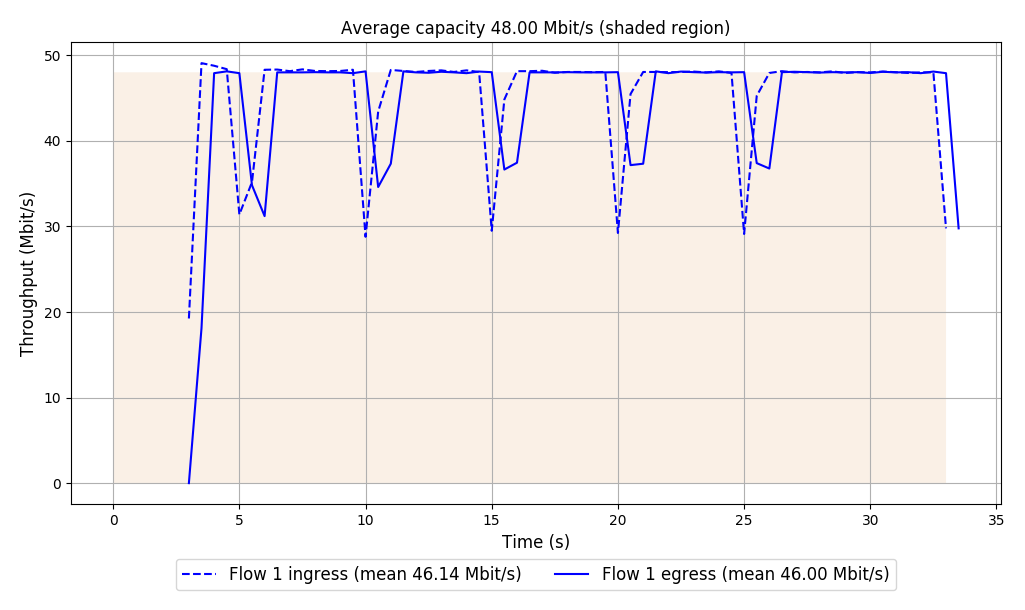 Average capacity 48.00 Mbit/s (shaded region)
Throughput (Mbit/s)
50
40
30
20
10
0
0 5 10 15 20 25 30 35
Time (s)
Flow 1 ingress (mean 46.14 Mbit/s) Flow 1 egress (mean 46.00 Mbit/s)